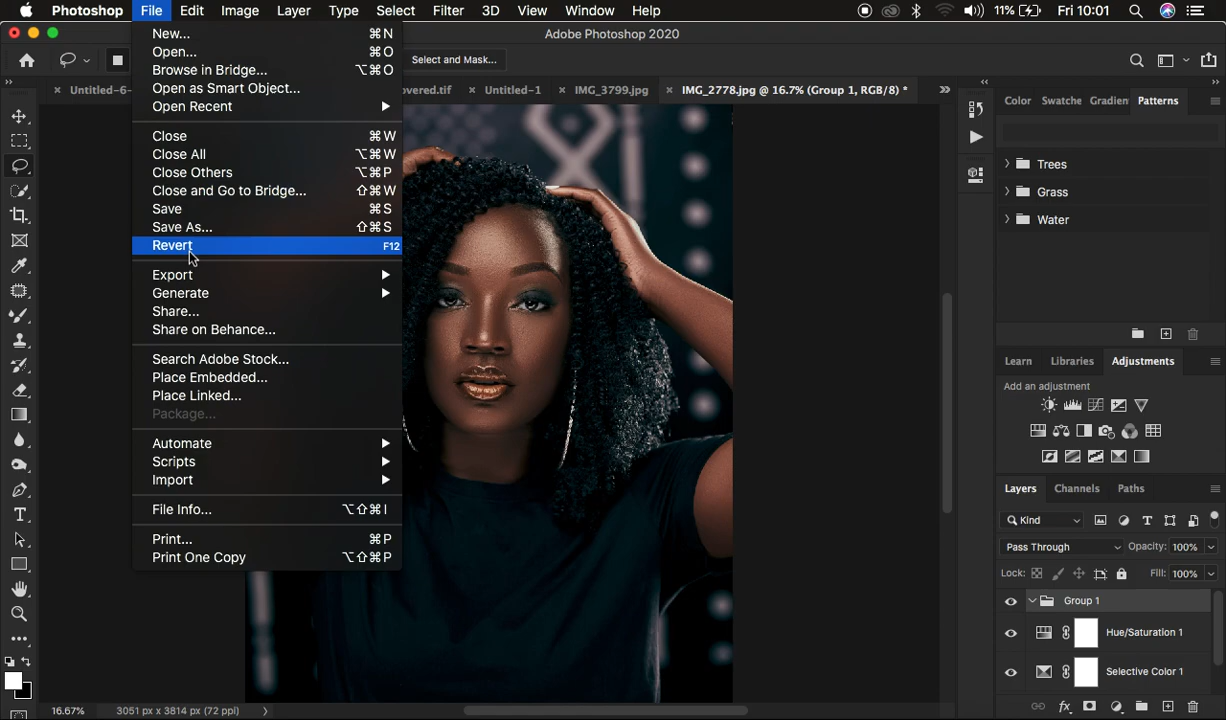 Photoshop File Edit Image Layer Type Select Filter 3D View Window Help 11% Fri 10:01
Adobe Photoshop 2020
Select and Mask...
Untitled-6- overed.tif Untitled-1 IMG_3799.jpg IMG_2778.jpg @ 16.7% (Group 1, RGB/8) *
New... ⌘N
Open... ⌘O
Browse in Bridge... ⌥⌘O
Open as Smart Object...
Open Recent
Close ⌘W
Close All ⌥⌘W
Close Others ⌥⌘P
Close and Go to Bridge... ⇧⌘W
Save ⌘S
Save As... ⇧⌘S
Revert F12
Export
Generate
Share...
Share on Behance...
Search Adobe Stock...
Place Embedded...
Place Linked...
Package...
Automate
Scripts
Import
File Info... ⌥⇧⌘I
Print... ⌘P
Print One Copy ⌥⇧⌘P
Color Swatche Gradien Patterns
Trees
Grass
Water
Learn Libraries Adjustments
Add an adjustment
Layers Channels Paths
Kind
Pass Through Opacity: 100%
Lock: Fill: 100%
Group 1
Hue/Saturation 1
Selective Color 1
16.67% 3051 px x 3814 px (72 ppi)